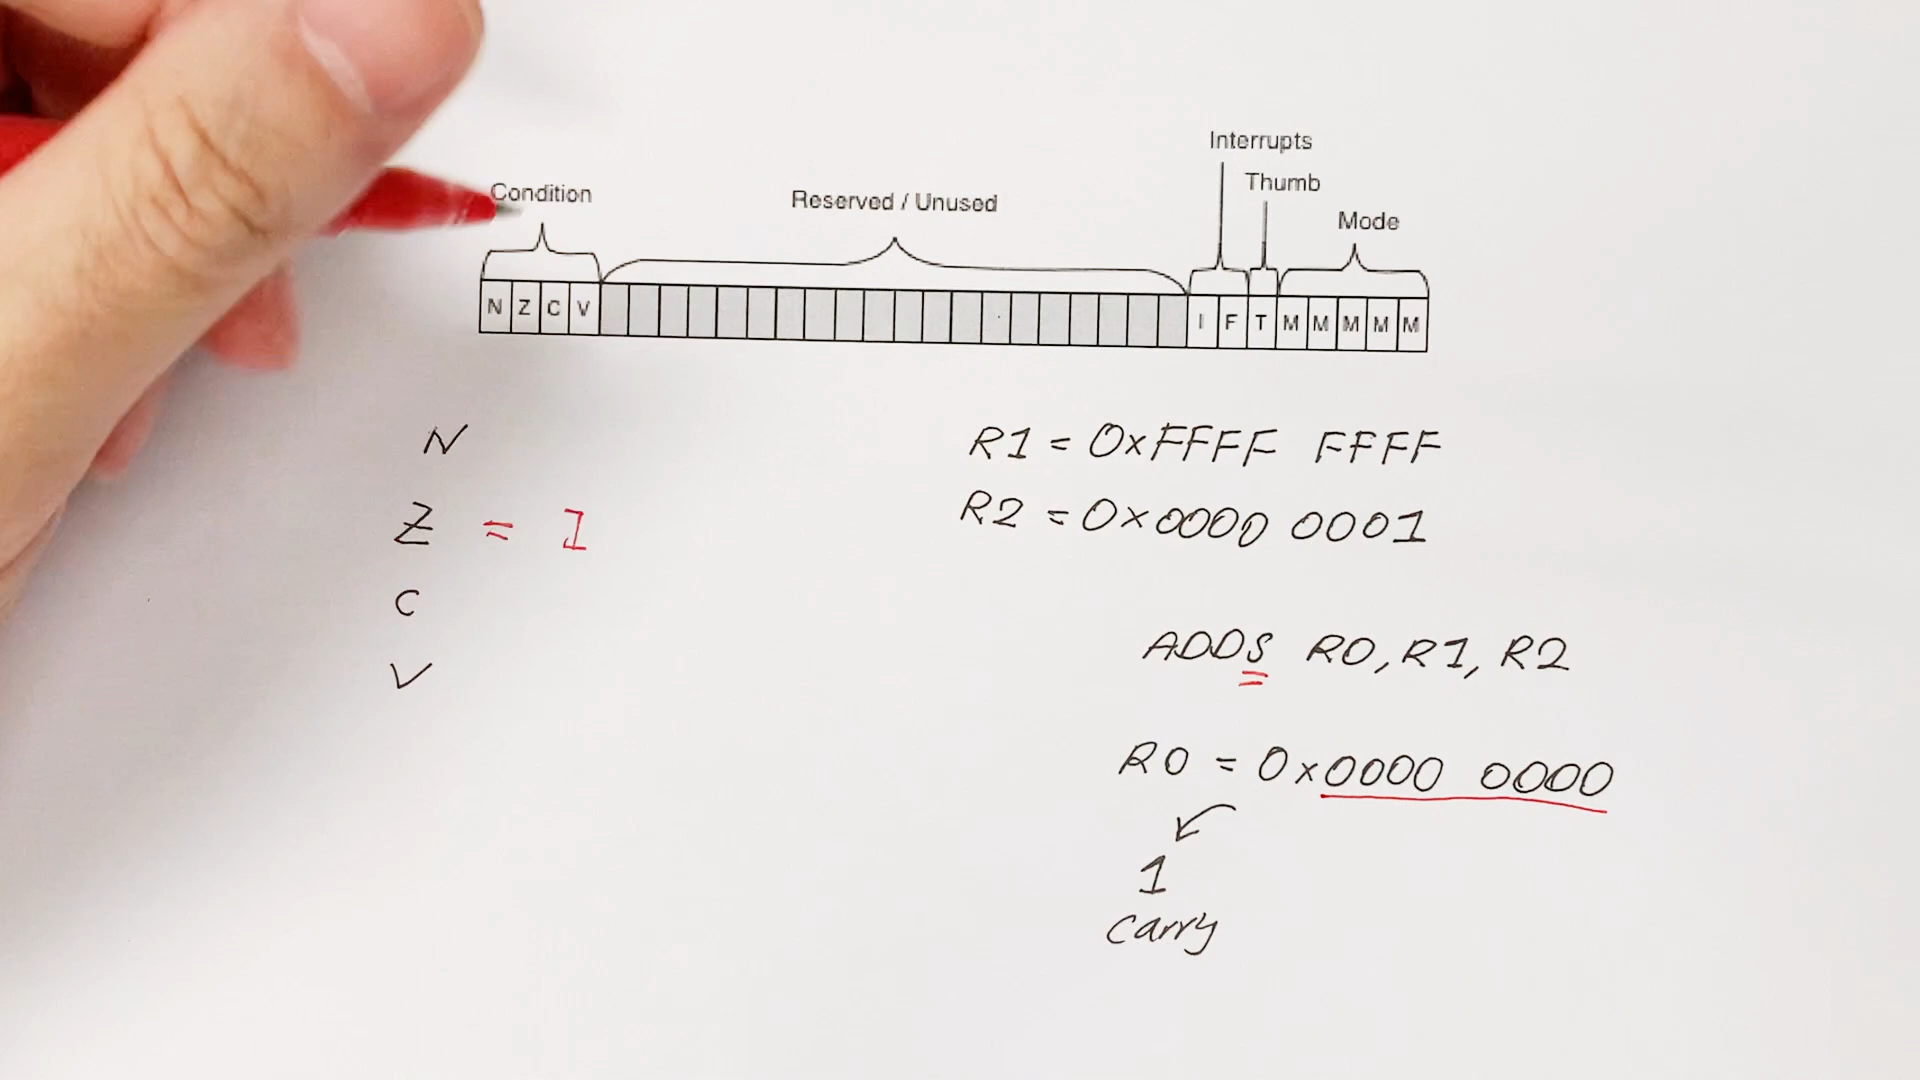 Interrupts
Thumb
Condition
Reserved / Unused
Mode
N Z C V I F T M M M M M
N
Z = 1
C
V
R1 = 0xFFFF FFFF
R2 = 0x0000 0001
ADDS R0, R1, R2
R0 = 0x0000 0000
1
Carry